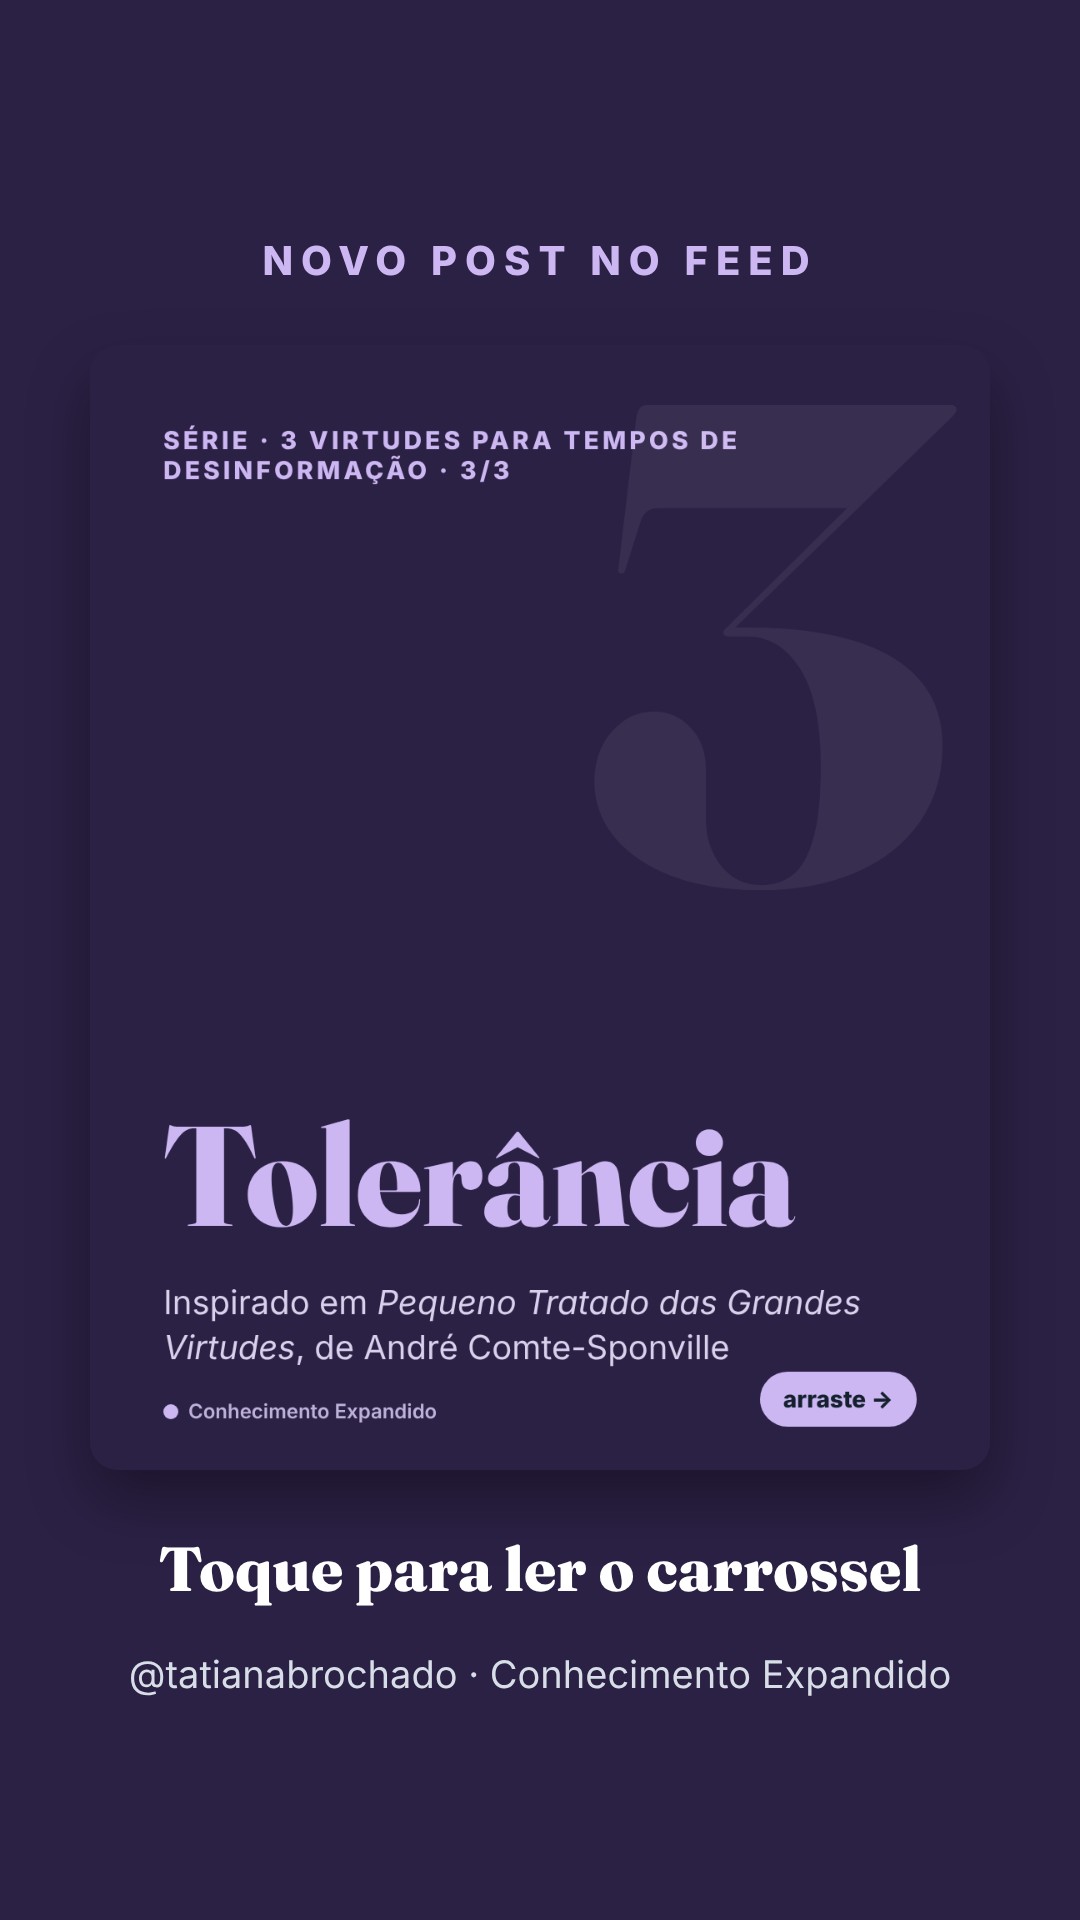 NOVO POST NO FEED
SÉRIE · 3 VIRTUDES PARA TEMPOS DE
DESINFORMAÇÃO · 3/3
3
Tolerância
Inspirado em Pequeno Tratado das Grandes
Virtudes, de André Comte-Sponville
Conhecimento Expandido
arraste →
Toque para ler o carrossel
@tatianabrochado · Conhecimento Expandido